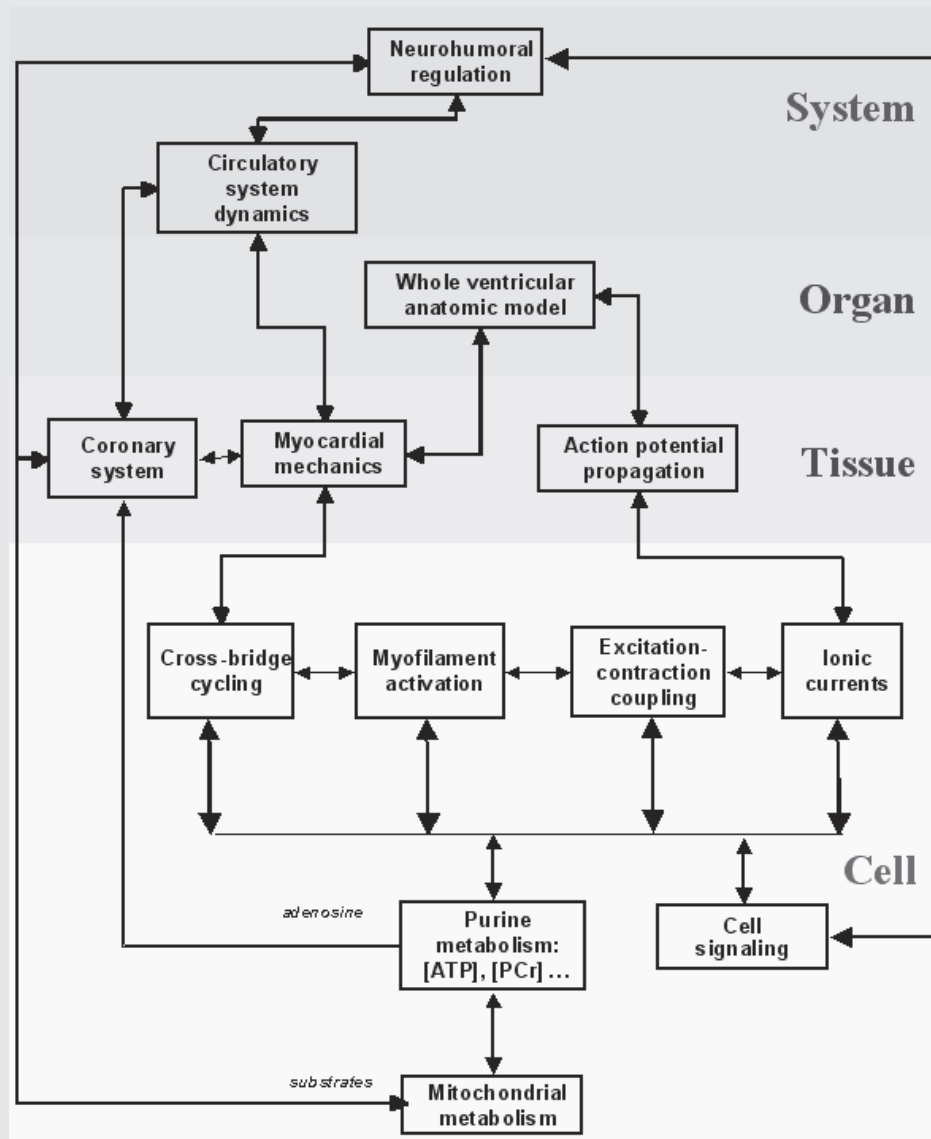 Neurohumoral
regulation
System
Circulatory
system
dynamics
Whole ventricular
anatomic model
Organ
Coronary
system
Myocardial
mechanics
Action potential
propagation
Tissue
Cross-bridge
cycling
Myofilament
activation
Excitation-
contraction
coupling
Ionic
currents
Cell
adenosine
Purine
metabolism:
[ATP], [PCr] ...
Cell
signaling
substrates
Mitochondrial
metabolism